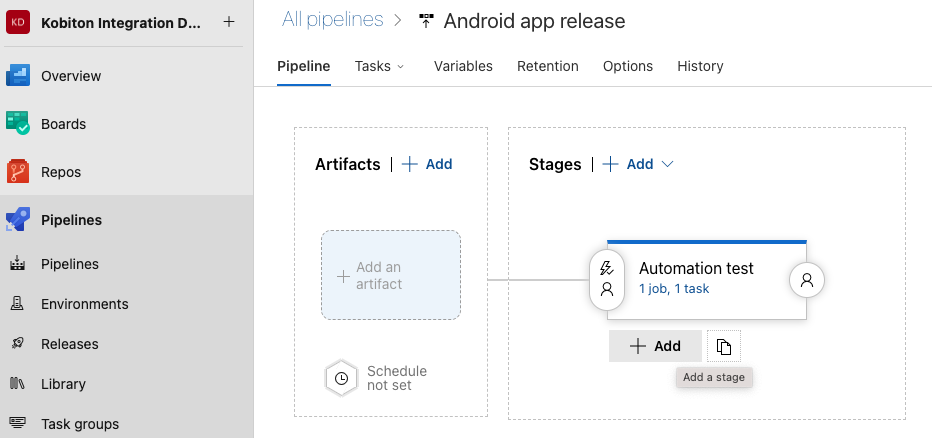 KD Kobiton Integration D... +
Overview
Boards
Repos
Pipelines
Pipelines
Environments
Releases
Library
Task groups
All pipelines > Android app release
Pipeline Tasks Variables Retention Options History
Artifacts | + Add
Stages | + Add
+ Add an
artifact
Schedule
not set
Automation test
1 job, 1 task
+ Add
Add a stage